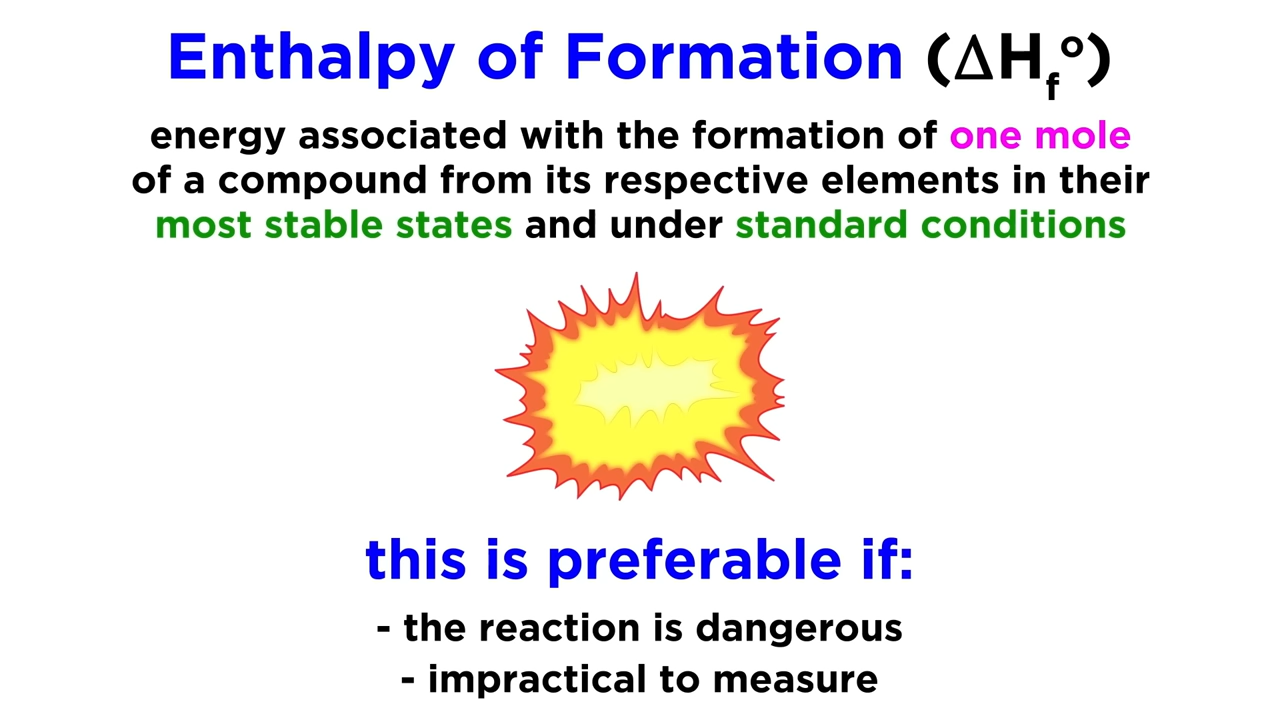 Enthalpy of Formation (ΔHf°)
energy associated with the formation of one mole
of a compound from its respective elements in their
most stable states and under standard conditions
this is preferable if:
- the reaction is dangerous
- impractical to measure